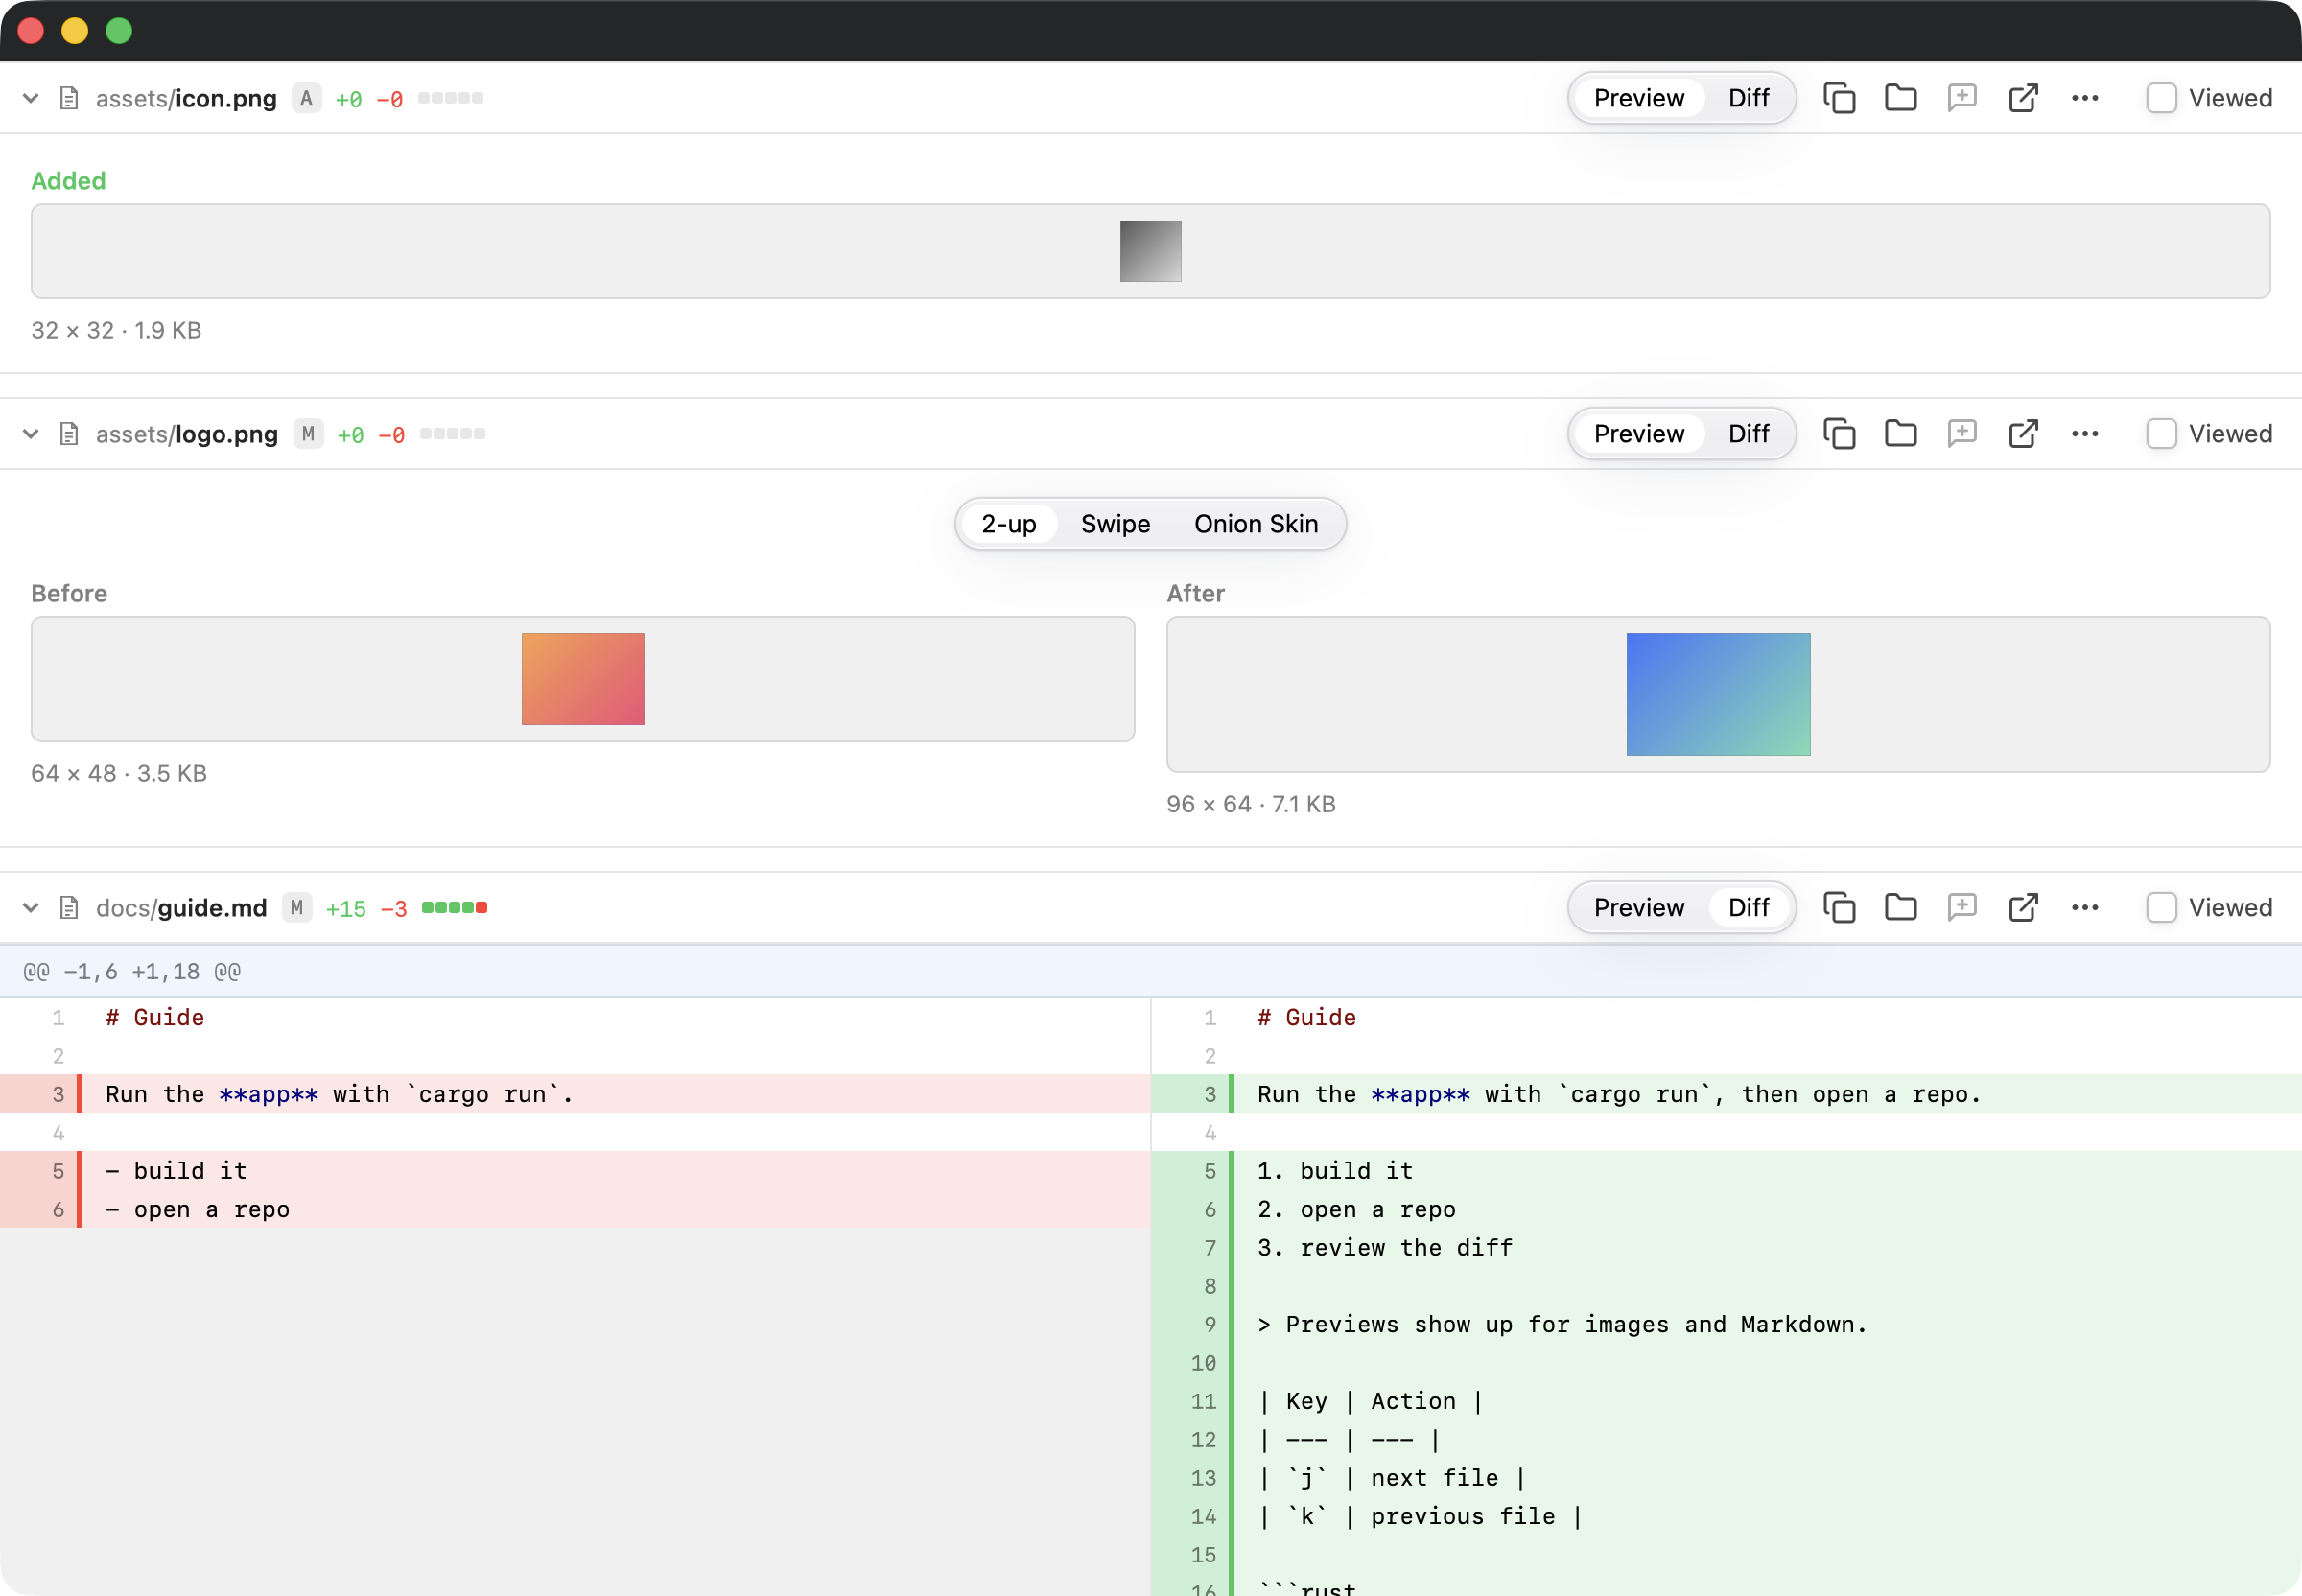 assets/icon.png A +0 −0 Preview Diff Viewed
Added
32 × 32 · 1.9 KB
assets/logo.png M +0 −0 Preview Diff Viewed
2-up Swipe Onion Skin
Before After
64 × 48 · 3.5 KB
96 × 64 · 7.1 KB
docs/guide.md M +15 −3 Preview Diff Viewed
@@ −1,6 +1,18 @@
1 # Guide
2
3 Run the **app** with `cargo run`.
4
5 - build it
6 - open a repo
1 # Guide
2
3 Run the **app** with `cargo run`, then open a repo.
4
5 1. build it
6 2. open a repo
7 3. review the diff
8
9 > Previews show up for images and Markdown.
10
11 | Key | Action |
12 | --- | --- |
13 | `j` | next file |
14 | `k` | previous file |
15
16 ```rust